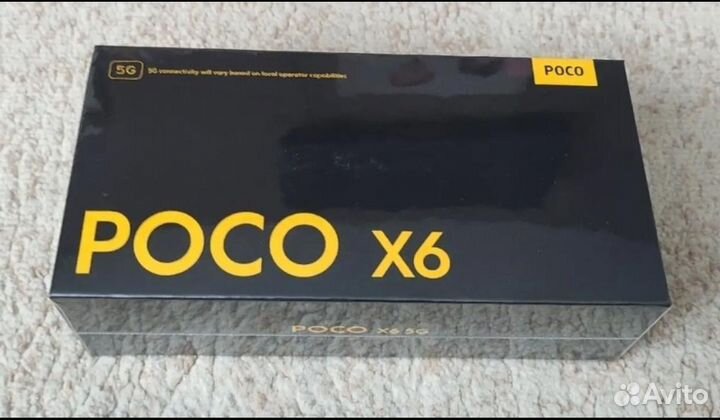 5G 5G connectivity will vary based on local operator capabilities
POCO
POCO X6
POCO X6 5G
Avito